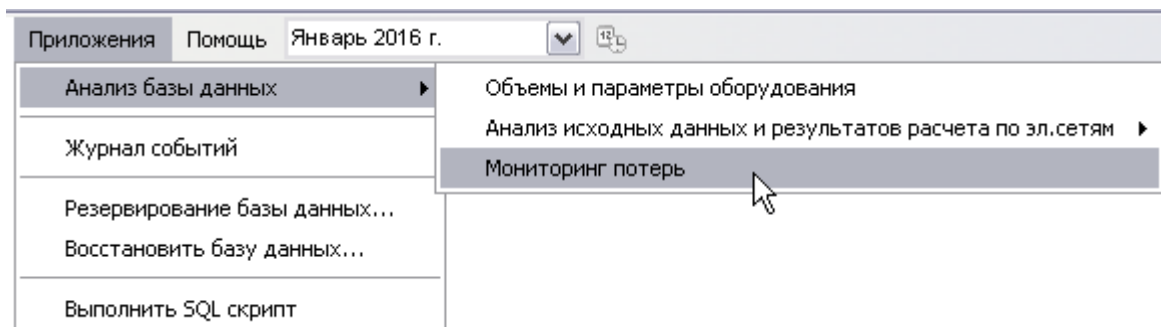 Приложения Помощь Январь 2016 г.
Анализ базы данных
Объемы и параметры оборудования
Анализ исходных данных и результатов расчета по эл.сетям
Мониторинг потерь
Журнал событий
Резервирование базы данных...
Восстановить базу данных...
Выполнить SQL скрипт